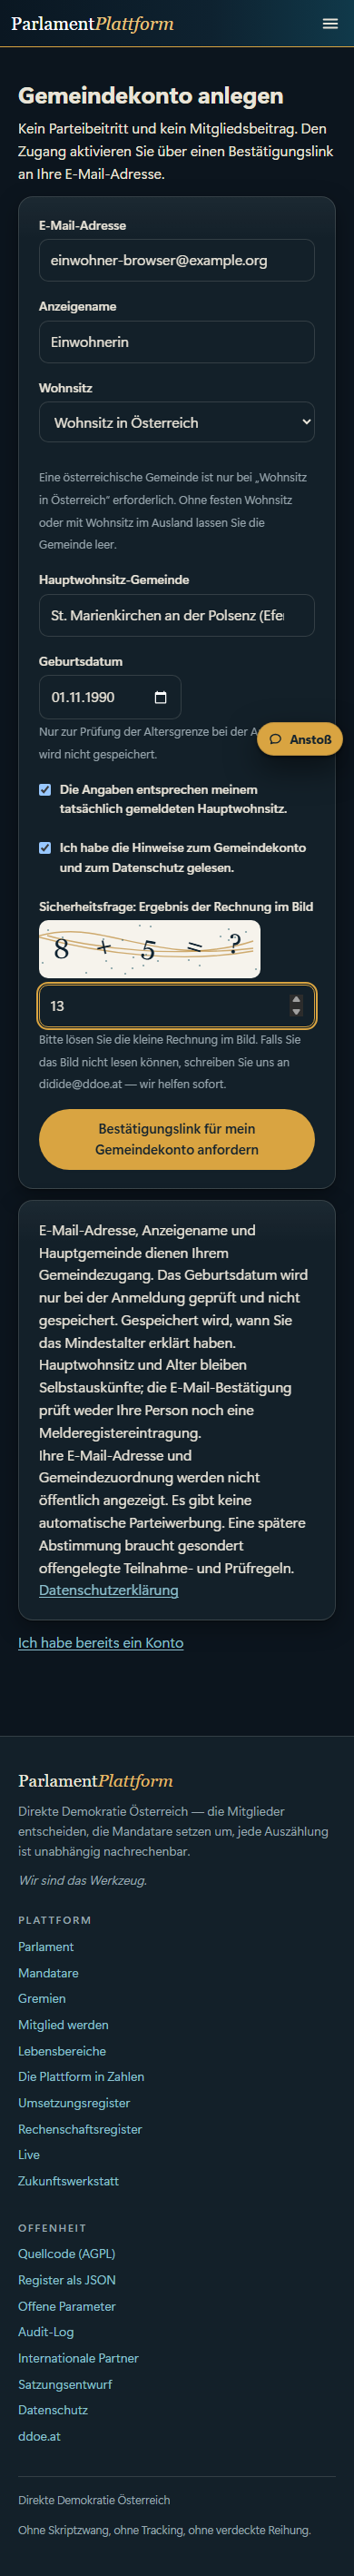 ParlamentPlattform
Gemeindekonto anlegen
Kein Parteibeitritt und kein Mitgliedsbeitrag. Den
Zugang aktivieren Sie über einen Bestätigungslink
an Ihre E-Mail-Adresse.
E-Mail-Adresse
einwohner-browser@example.org
Anzeigename
Einwohnerin
Wohnsitz
Wohnsitz in Österreich
Eine österreichische Gemeinde ist nur bei „Wohnsitz
in Österreich“ erforderlich. Ohne festen Wohnsitz
oder mit Wohnsitz im Ausland lassen Sie die
Gemeinde leer.
Hauptwohnsitz-Gemeinde
St. Marienkirchen an der Polsenz (Efer
Geburtsdatum
01.11.1990
Nur zur Prüfung der Altersgrenze bei der
Anstoß
wird nicht gespeichert.
Die Angaben entsprechen meinem
tatsächlich gemeldeten Hauptwohnsitz.
Ich habe die Hinweise zum Gemeindekonto
und zum Datenschutz gelesen.
Sicherheitsfrage: Ergebnis der Rechnung im Bild
8 + 5 = ?
13
Bitte lösen Sie die kleine Rechnung im Bild. Falls Sie
das Bild nicht lesen können, schreiben Sie uns an
didide@ddoe.at — wir helfen sofort.
Bestätigungslink für mein
Gemeindekonto anfordern
E-Mail-Adresse, Anzeigename und
Hauptgemeinde dienen Ihrem
Gemeindezugang. Das Geburtsdatum wird
nur bei der Anmeldung geprüft und nicht
gespeichert. Gespeichert wird, wann Sie
das Mindestalter erklärt haben.
Hauptwohnsitz und Alter bleiben
Selbstauskünfte; die E-Mail-Bestätigung
prüft weder Ihre Person noch eine
Melderegistereintragung.
Ihre E-Mail-Adresse und
Gemeindezuordnung werden nicht
öffentlich angezeigt. Es gibt keine
automatische Parteiwerbung. Eine spätere
Abstimmung braucht gesondert
offengelegte Teilnahme- und Prüfregeln.
Datenschutzerklärung
Ich habe bereits ein Konto
ParlamentPlattform
Direkte Demokratie Österreich — die Mitglieder
entscheiden, die Mandatare setzen um, jede Auszählung
ist unabhängig nachrechenbar.
Wir sind das Werkzeug.
PLATTFORM
Parlament
Mandatare
Gremien
Mitglied werden
Lebensbereiche
Die Plattform in Zahlen
Umsetzungsregister
Rechenschaftsregister
Live
Zukunftswerkstatt
OFFENHEIT
Quellcode (AGPL)
Register als JSON
Offene Parameter
Audit-Log
Internationale Partner
Satzungsentwurf
Datenschutz
ddoe.at
Direkte Demokratie Österreich
Ohne Skriptzwang, ohne Tracking, ohne verdeckte Reihung.